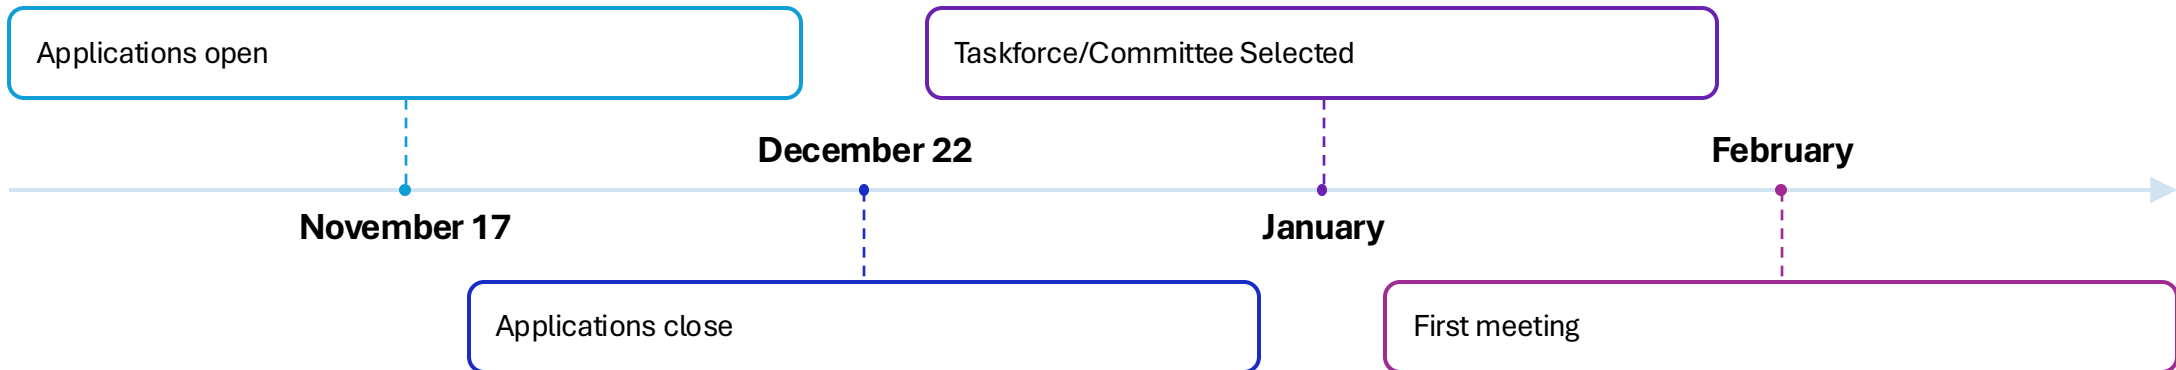 Applications open
Taskforce/Committee Selected
December 22
February
November 17
January
Applications close
First meeting